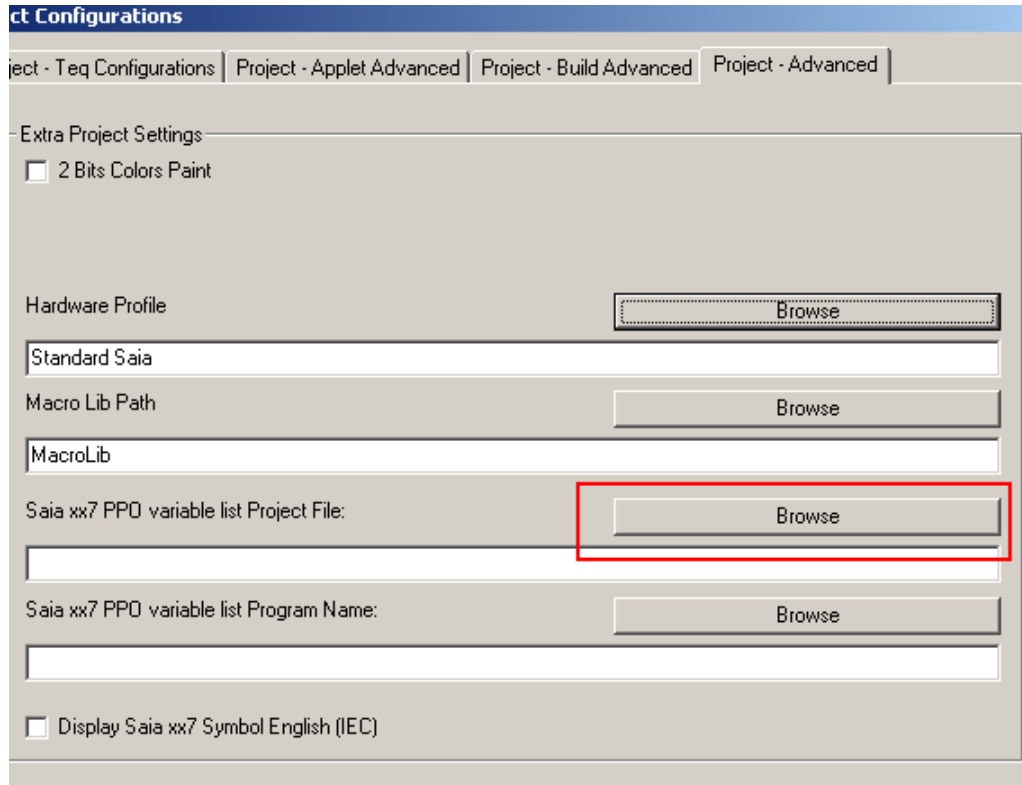 ct Configurations
ject - Teq Configurations Project - Applet Advanced Project - Build Advanced Project - Advanced
Extra Project Settings
2 Bits Colors Paint
Hardware Profile Browse
Standard Saia
Macro Lib Path Browse
MacroLib
Saia xx7 PPO variable list Project File: Browse
Saia xx7 PPO variable list Program Name: Browse
Display Saia xx7 Symbol English (IEC)